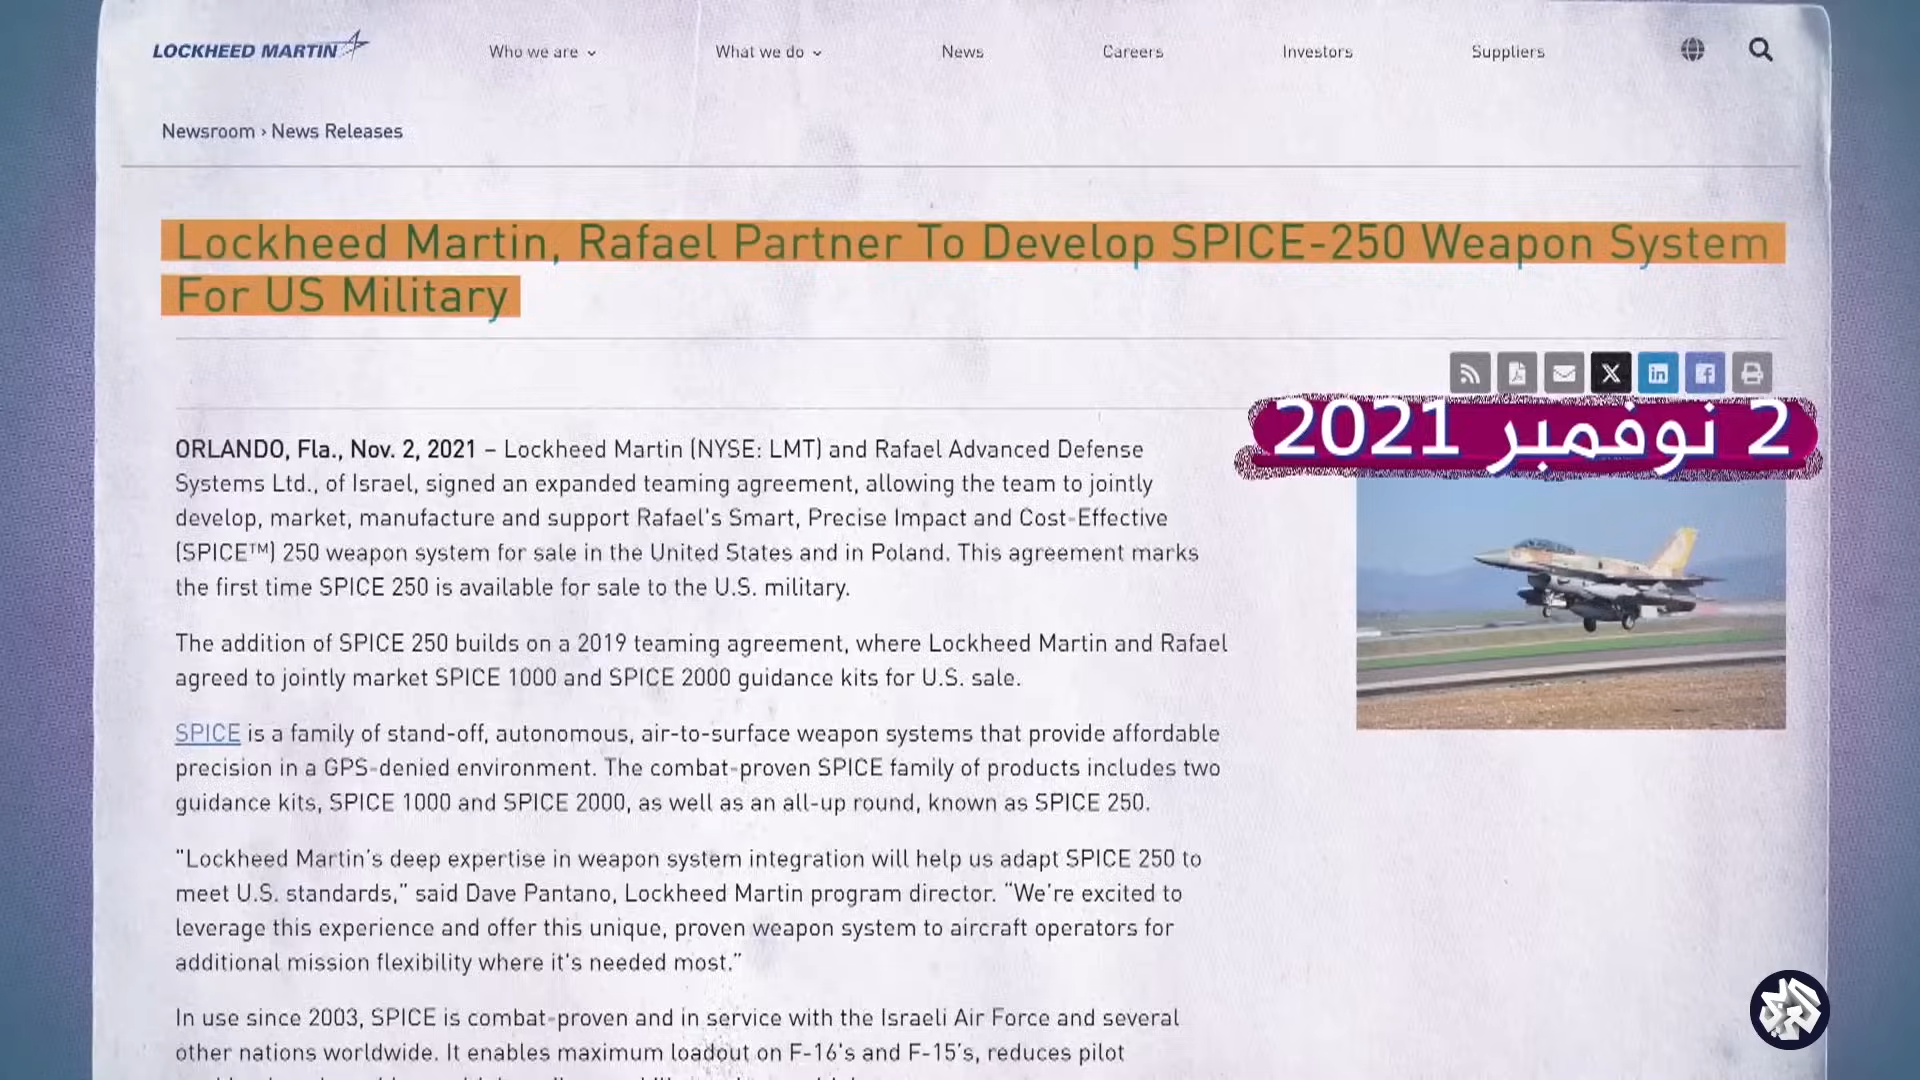 LOCKHEED MARTIN
Who we are
What we do
News
Careers
Investors
Suppliers
Newsroom › News Releases
Lockheed Martin, Rafael Partner To Develop SPICE-250 Weapon System
For US Military
2 نوفمبر 2021
ORLANDO, Fla., Nov. 2, 2021 – Lockheed Martin (NYSE: LMT) and Rafael Advanced Defense
Systems Ltd., of Israel, signed an expanded teaming agreement, allowing the team to jointly
develop, market, manufacture and support Rafael's Smart, Precise Impact and Cost-Effective
(SPICE™) 250 weapon system for sale in the United States and in Poland. This agreement marks
the first time SPICE 250 is available for sale to the U.S. military.
The addition of SPICE 250 builds on a 2019 teaming agreement, where Lockheed Martin and Rafael
agreed to jointly market SPICE 1000 and SPICE 2000 guidance kits for U.S. sale.
SPICE is a family of stand-off, autonomous, air-to-surface weapon systems that provide affordable
precision in a GPS-denied environment. The combat-proven SPICE family of products includes two
guidance kits, SPICE 1000 and SPICE 2000, as well as an all-up round, known as SPICE 250.
"Lockheed Martin's deep expertise in weapon system integration will help us adapt SPICE 250 to
meet U.S. standards," said Dave Pantano, Lockheed Martin program director. "We're excited to
leverage this experience and offer this unique, proven weapon system to aircraft operators for
additional mission flexibility where it's needed most."
In use since 2003, SPICE is combat-proven and in service with the Israeli Air Force and several
other nations worldwide. It enables maximum loadout on F-16's and F-15's, reduces pilot